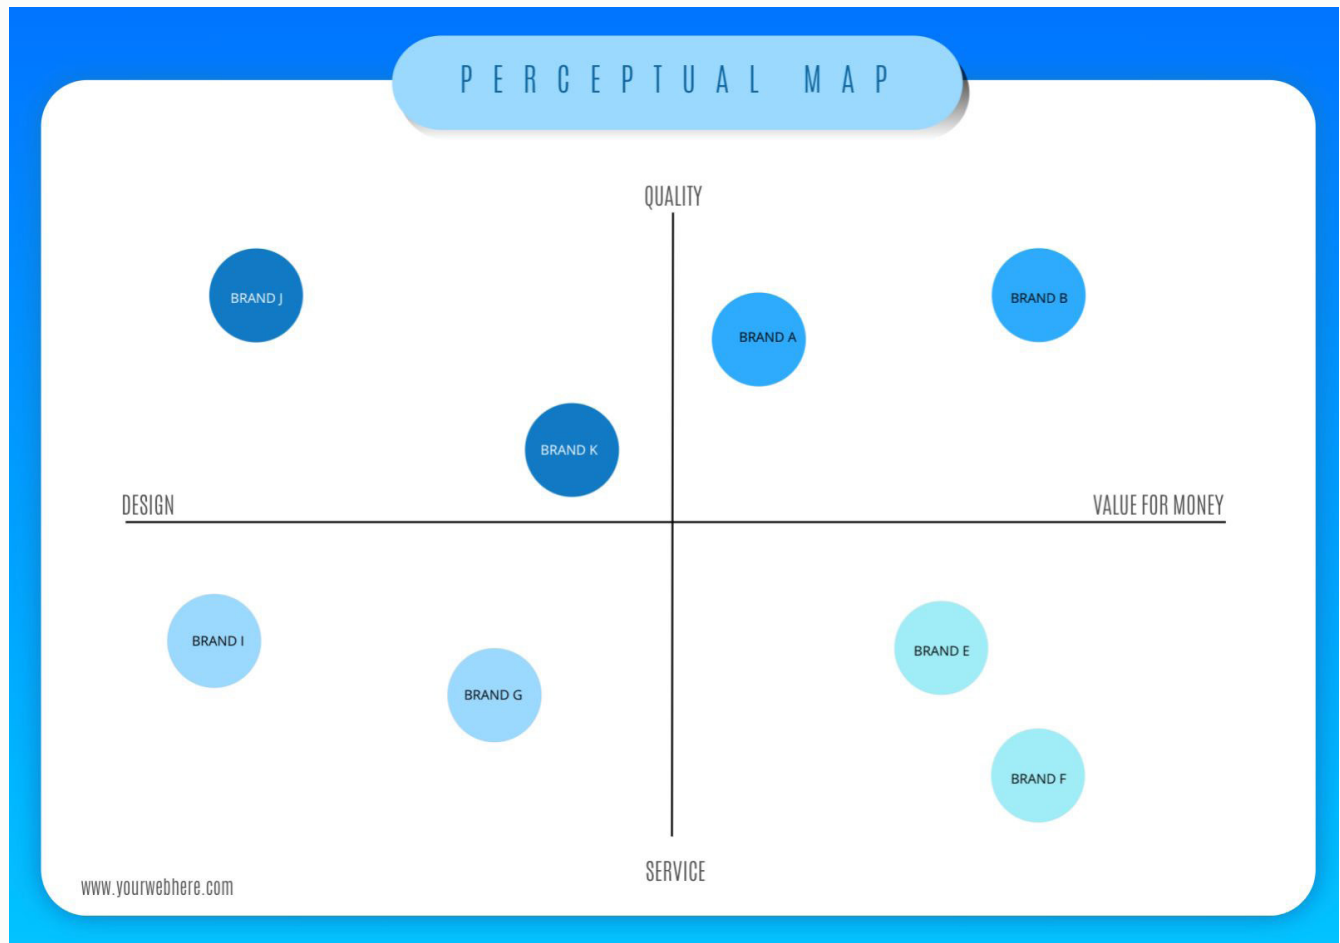 PERCEPTUAL MAP
QUALITY
BRAND J
BRAND B
BRAND A
BRAND K
DESIGN
VALUE FOR MONEY
BRAND I
BRAND E
BRAND G
BRAND F
SERVICE
www.yourwebhere.com